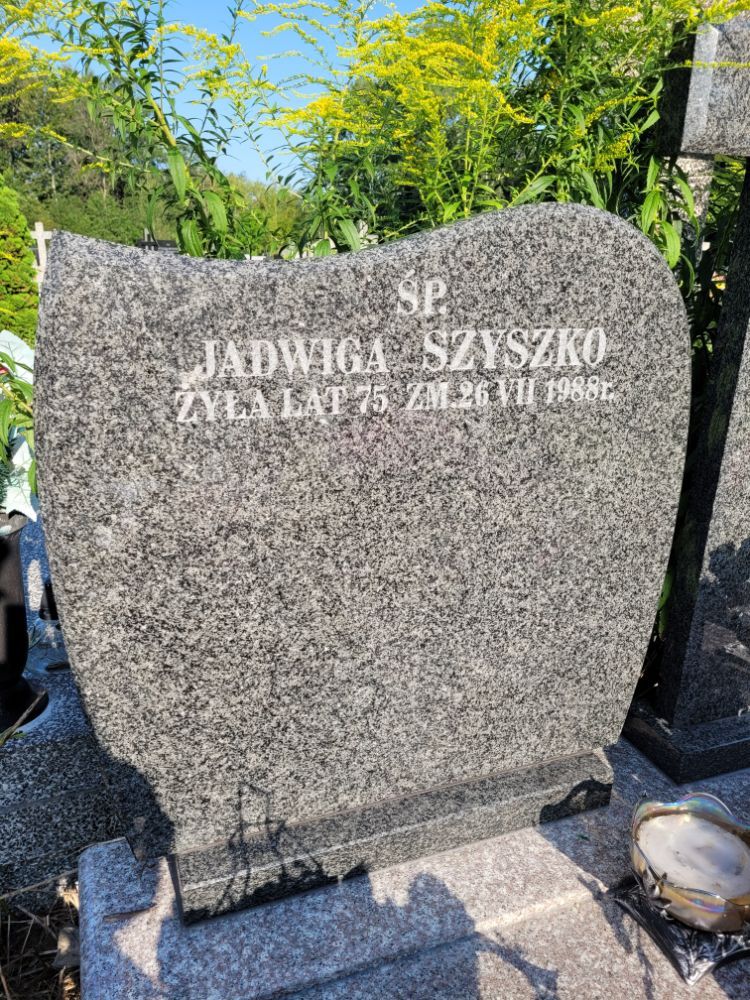 ŚP.
JADWIGA SZYSZKO
ŻYŁA LAT 75 ZM.26 VII 1988r.